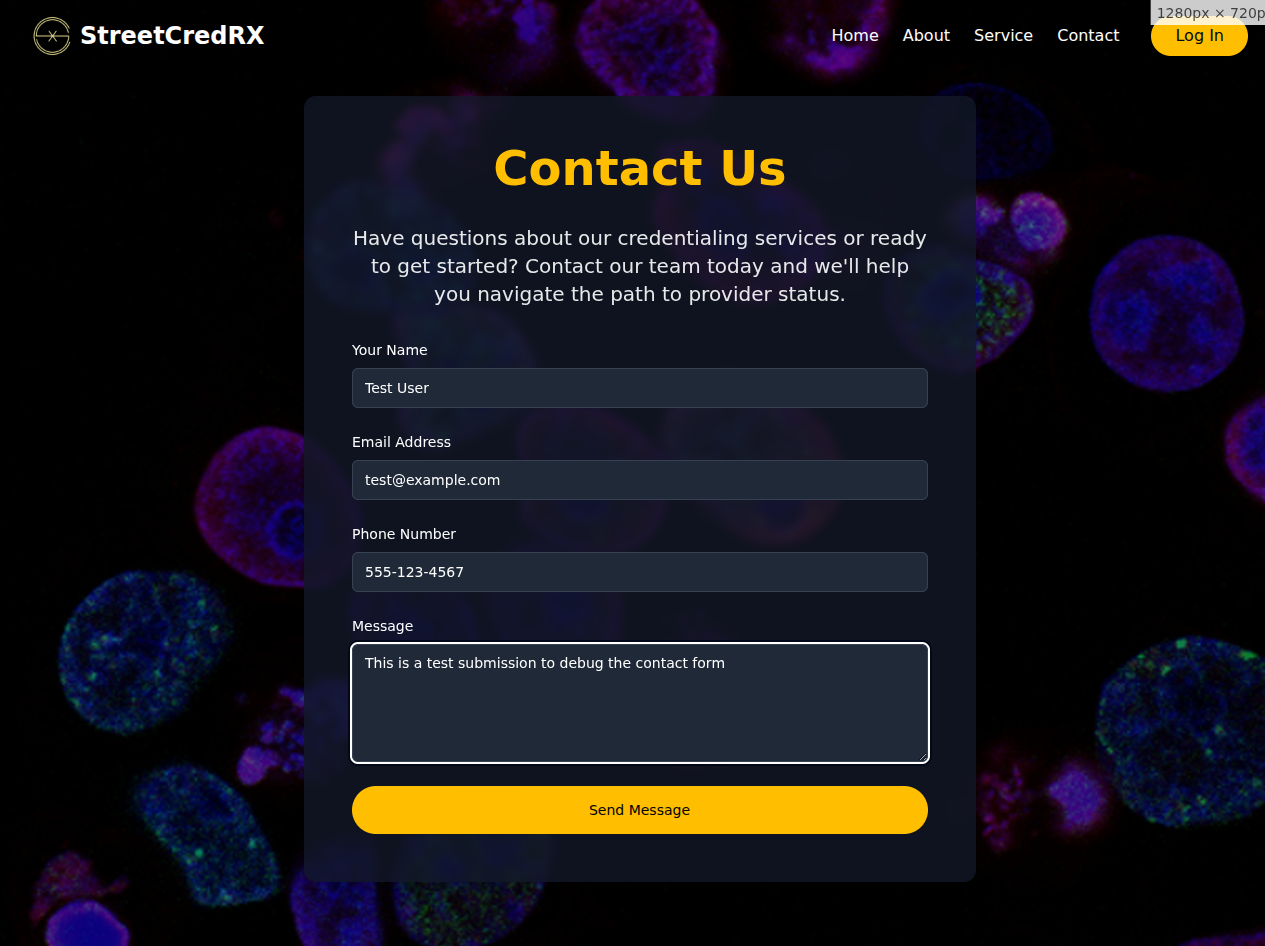 StreetCredRX
Home About Service Contact Log In
1280px × 720p
Contact Us
Have questions about our credentialing services or ready
to get started? Contact our team today and we'll help
you navigate the path to provider status.
Your Name
Test User
Email Address
test@example.com
Phone Number
555-123-4567
Message
This is a test submission to debug the contact form
Send Message